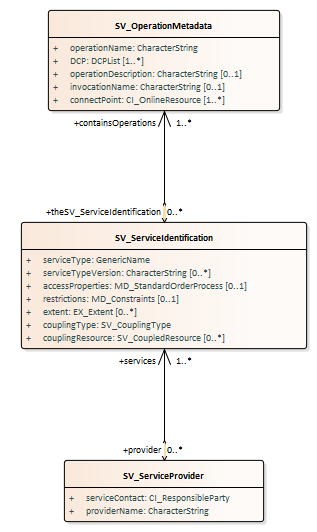 SV_OperationMetadata
+ operationName: CharacterString
+ DCP: DCPList [1..*]
+ operationDescription: CharacterString [0..1]
+ invocationName: CharacterString [0..1]
+ connectPoint: CI_OnlineResource [1..*]
+containsOperations 1..*
+theSV_ServiceIdentification 0..*
SV_ServiceIdentification
+ serviceType: GenericName
+ serviceTypeVersion: CharacterString [0..*]
+ accessProperties: MD_StandardOrderProcess [0..1]
+ restrictions: MD_Constraints [0..1]
+ extent: EX_Extent [0..*]
+ couplingType: SV_CouplingType
+ couplingResource: SV_CoupledResource [0..*]
+services 1..*
+provider 0..*
SV_ServiceProvider
+ serviceContact: CI_ResponsibleParty
+ providerName: CharacterString